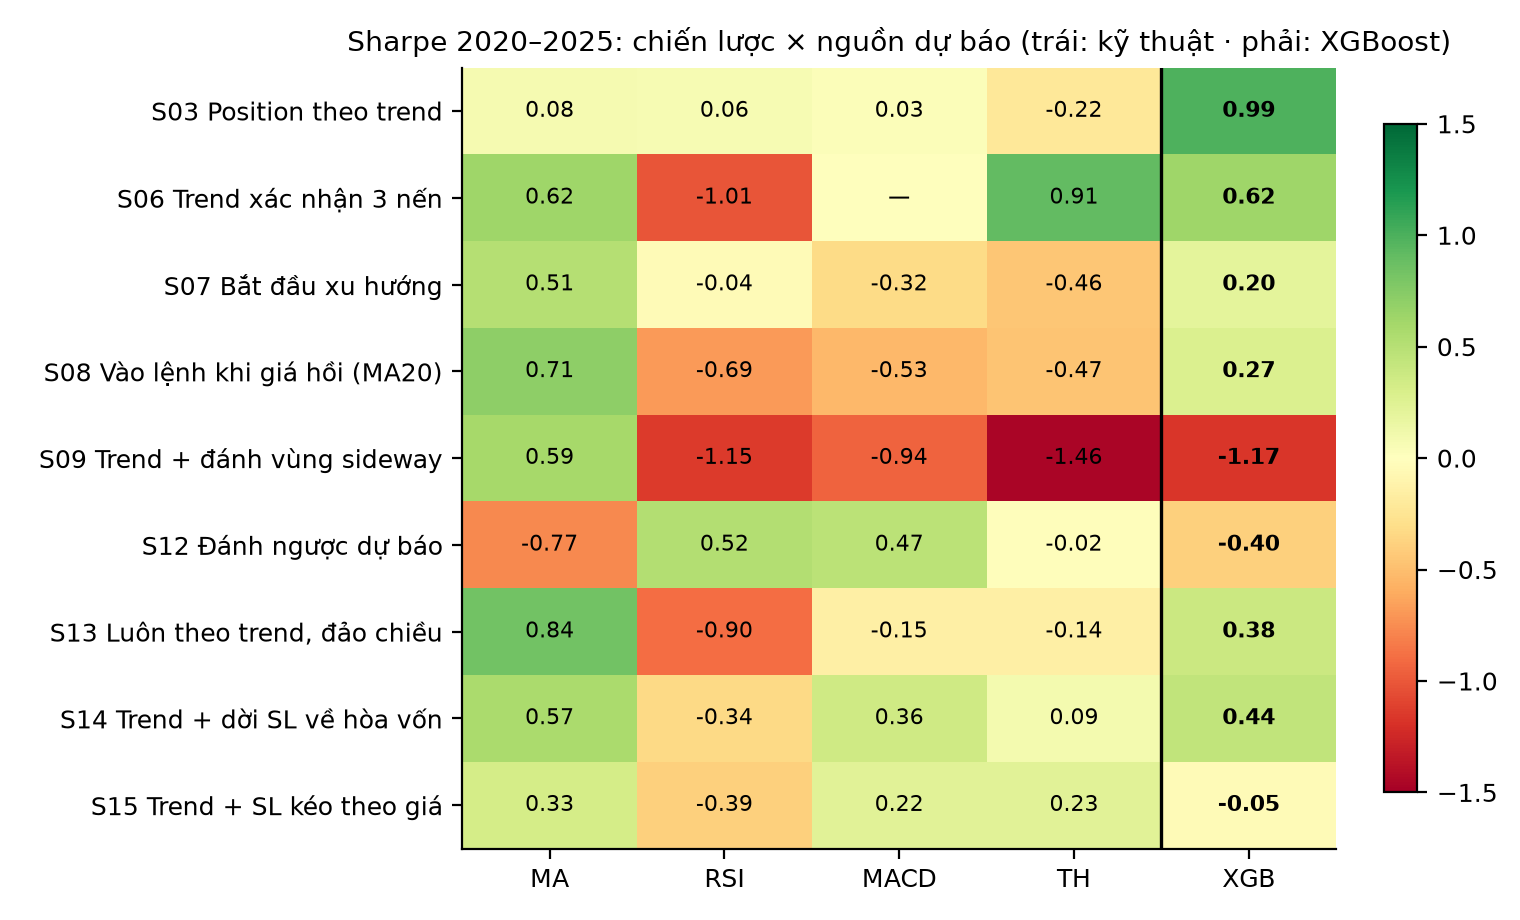 Sharpe 2020–2025: chiến lược × nguồn dự báo (trái: kỹ thuật · phải: XGBoost)
S03 Position theo trend 0.08 0.06 0.03 -0.22 0.99
S06 Trend xác nhận 3 nến 0.62 -1.01 — 0.91 0.62
S07 Bắt đầu xu hướng 0.51 -0.04 -0.32 -0.46 0.20
S08 Vào lệnh khi giá hồi (MA20) 0.71 -0.69 -0.53 -0.47 0.27
S09 Trend + đánh vùng sideway 0.59 -1.15 -0.94 -1.46 -1.17
S12 Đánh ngược dự báo -0.77 0.52 0.47 -0.02 -0.40
S13 Luôn theo trend, đảo chiều 0.84 -0.90 -0.15 -0.14 0.38
S14 Trend + dời SL về hòa vốn 0.57 -0.34 0.36 0.09 0.44
S15 Trend + SL kéo theo giá 0.33 -0.39 0.22 0.23 -0.05
MA RSI MACD TH XGB
1.5
1.0
0.5
0.0
−0.5
−1.0
−1.5